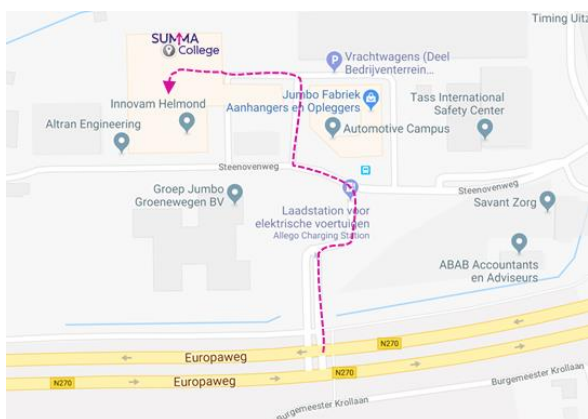 Timing Uitz
SUMMA
College
Vrachtwagens (Deel
Bedrijventerrein...
Jumbo Fabriek
Aanhangers en Opleggers
Tass International
Safety Center
Innovam Helmond
Altran Engineering
Automotive Campus
Steenovenweg
Steenovenweg
Groep Jumbo
Groenewegen BV
Laadstation voor
elektrische voertuigen
Allego Charging Station
Savant Zorg
ABAB Accountants
en Adviseurs
Europaweg
N270
N270
Europaweg
N270
Burgemeester Krollaan
Burgemeester Krollaan